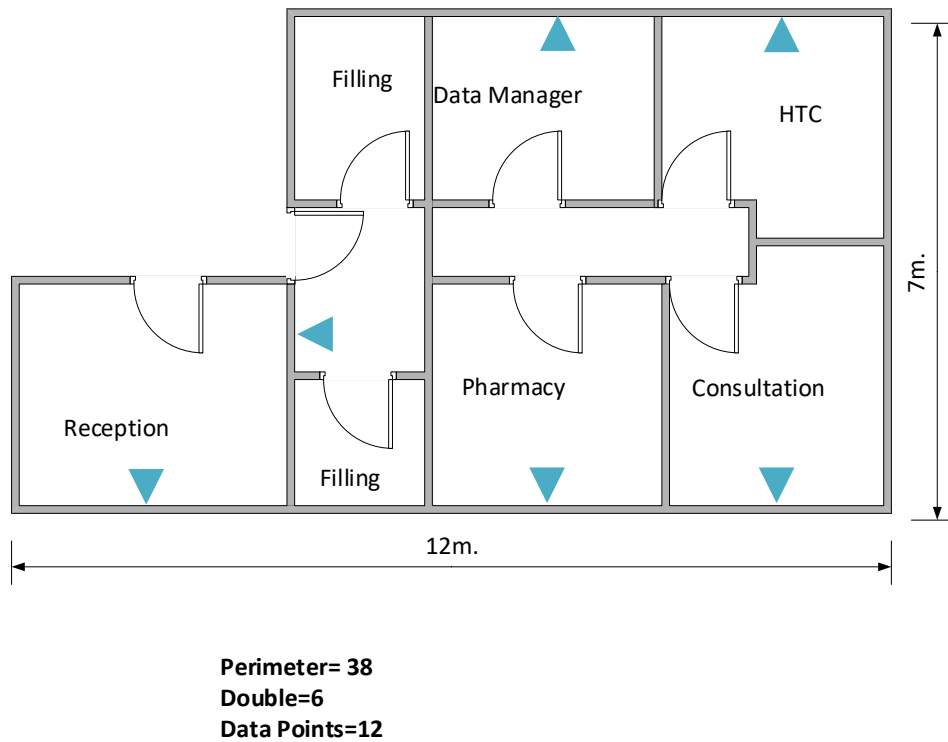 Filling
Data Manager
HTC
7m.
Pharmacy
Consultation
Reception
Filling
12m.
Perimeter= 38
Double=6
Data Points=12